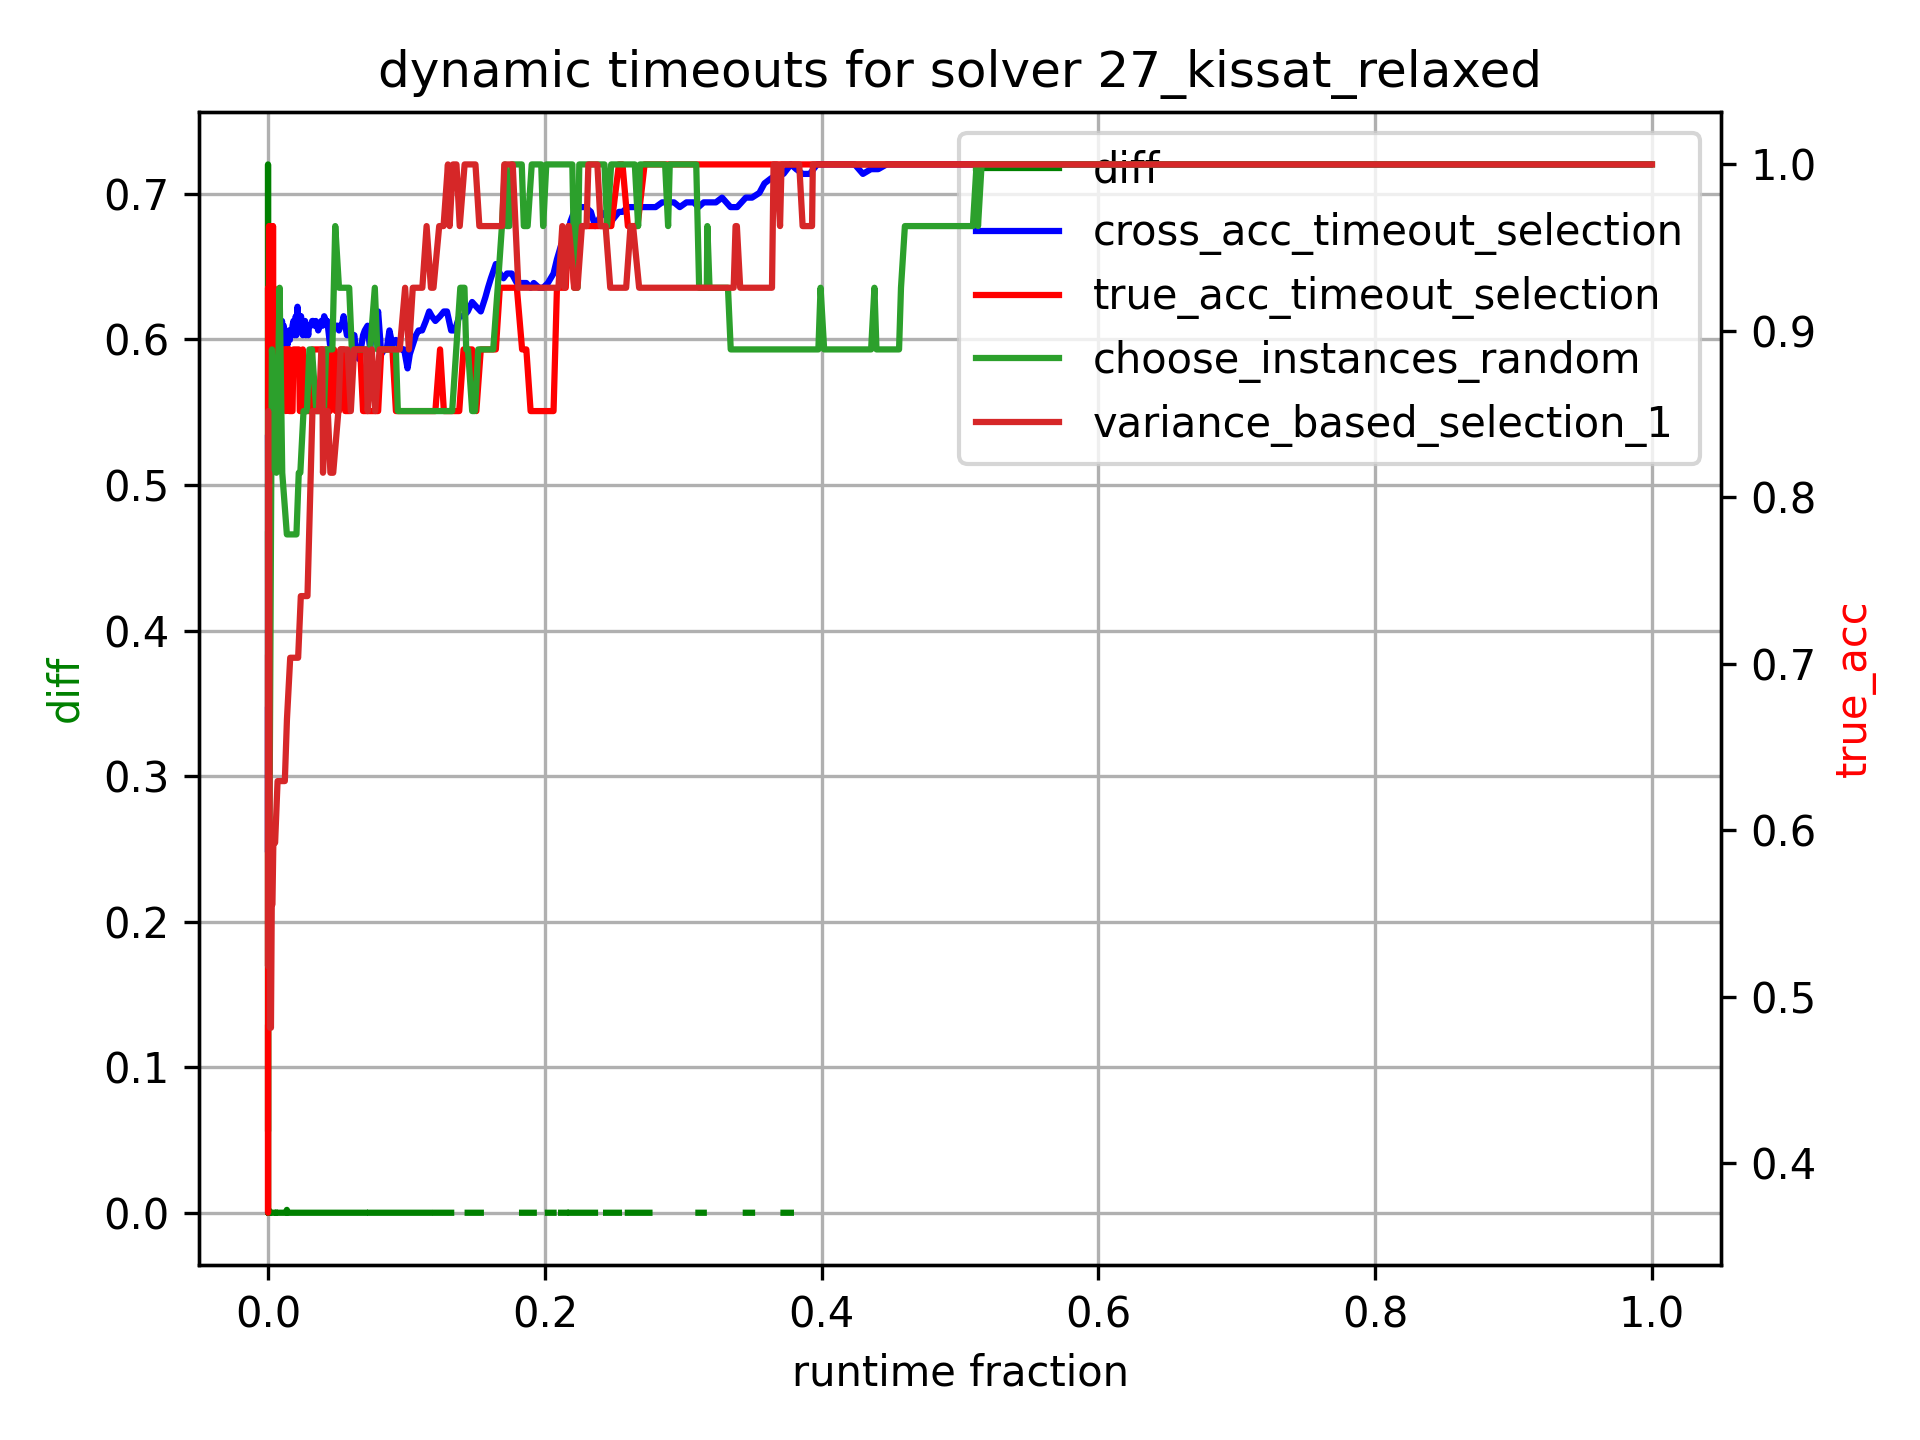 dynamic timeouts for solver 27_kissat_relaxed
diff
cross_acc_timeout_selection
true_acc_timeout_selection
choose_instances_random
variance_based_selection_1
0.7
0.6
0.5
0.4
0.3
0.2
0.1
0.0
diff
1.0
0.9
0.8
0.7
0.6
0.5
0.4
true_acc
0.0
0.2
0.4
0.6
0.8
1.0
runtime fraction